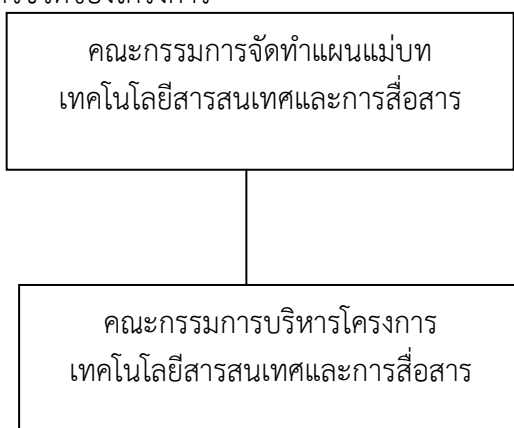 คณะกรรมการจัดทำแผนแม่บท
เทคโนโลยีสารสนเทศและการสื่อสาร
คณะกรรมการบริหารโครงการ
เทคโนโลยีสารสนเทศและการสื่อสาร